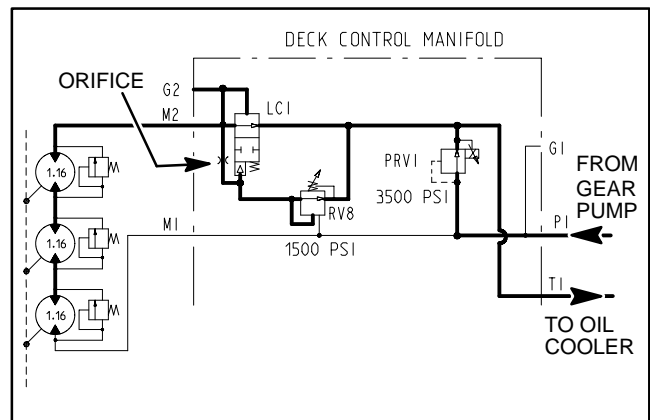 DECK CONTROL MANIFOLD
ORIFICE
G2
M2
LC1
PRV1
3500 PSI
G1
FROM
GEAR
PUMP
P1
1.16
1.16
1.16
RV8
M1
1500 PSI
T1
TO OIL
COOLER